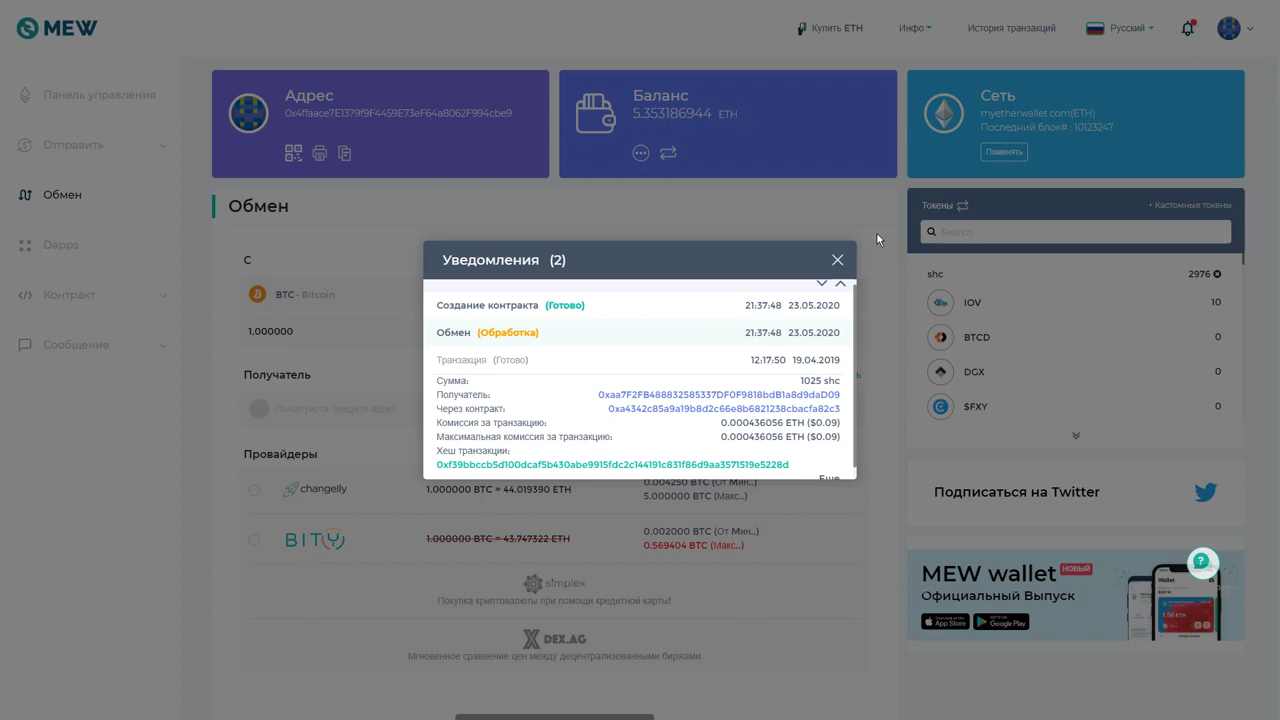 MEW
Купить ETH
Инфо
История транзакций
Русский
Панель управления
Отправить
Обмен
Dapps
Контракт
Сообщение
Адрес
0x4ffaace7E1379f9F4459E73eF64a8062F994cbe9
Баланс
5.353186944 ETH
Сеть
myetherwallet.com(ETH)
Последний блок# : 10123247
Поменять
Обмен
С
BTC - Bitcoin
1.000000
Получатель
Пожалуйста, введите адрес
Провайдеры
changelly
1.000000 BTC = 44.019390 ETH
0.004250 BTC (От Мин..)
5.000000 BTC (Макс..)
BITY
1.000000 BTC = 43.747322 ETH
0.002000 BTC (От Мин..)
0.569404 BTC (Макс..)
simplex
Покупка криптовалюты при помощи кредитной карты!
DEX.AG
Мгновенное сравнение цен между децентрализованными биржами
Уведомления (2)
Создание контракта (Готово) 21:37:48 23.05.2020
Обмен (Обработка) 21:37:48 23.05.2020
Транзакция (Готово) 12:17:50 19.04.2019
Сумма: 1025 shc
Получатель: 0xaa7F2FB488832585337DF0F9818bdB1a8d9daD09
Через контракт: 0xa4342c85a9a19b8d2c66e8b6821238cbacfa82c3
Комиссия за транзакцию: 0.000436056 ETH ($0.09)
Максимальная комиссия за транзакцию: 0.000436056 ETH ($0.09)
Хеш транзакции:
0xf39bbccb5d100dcaf5b430abe9915fdc2c144191c831f86d9aa3571519e5228d
Еще
Токены
+ Кастомные токены
Search
shc 2976
IOV 10
BTCD 0
DGX 0
$FXY 0
Подписаться на Twitter
MEW wallet НОВЫЙ
Официальный Выпуск
App Store
Google Play